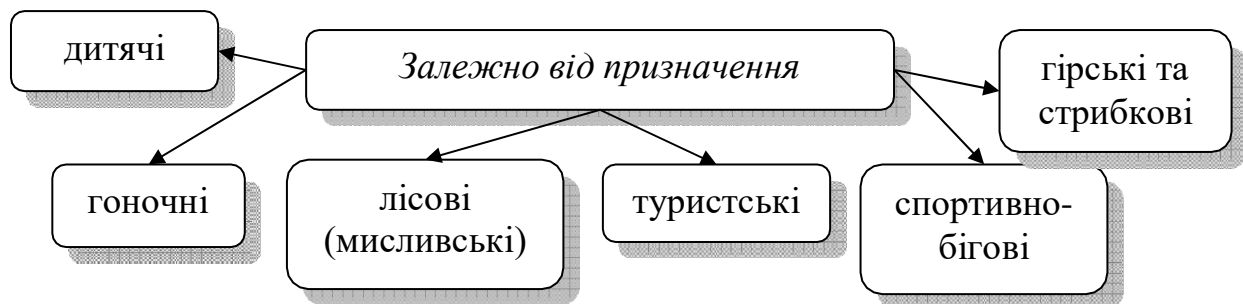 дитячі
Залежно від призначення
гірські та
стрибкові
гоночні
лісові
(мисливські)
туристські
спортивно-
бігові